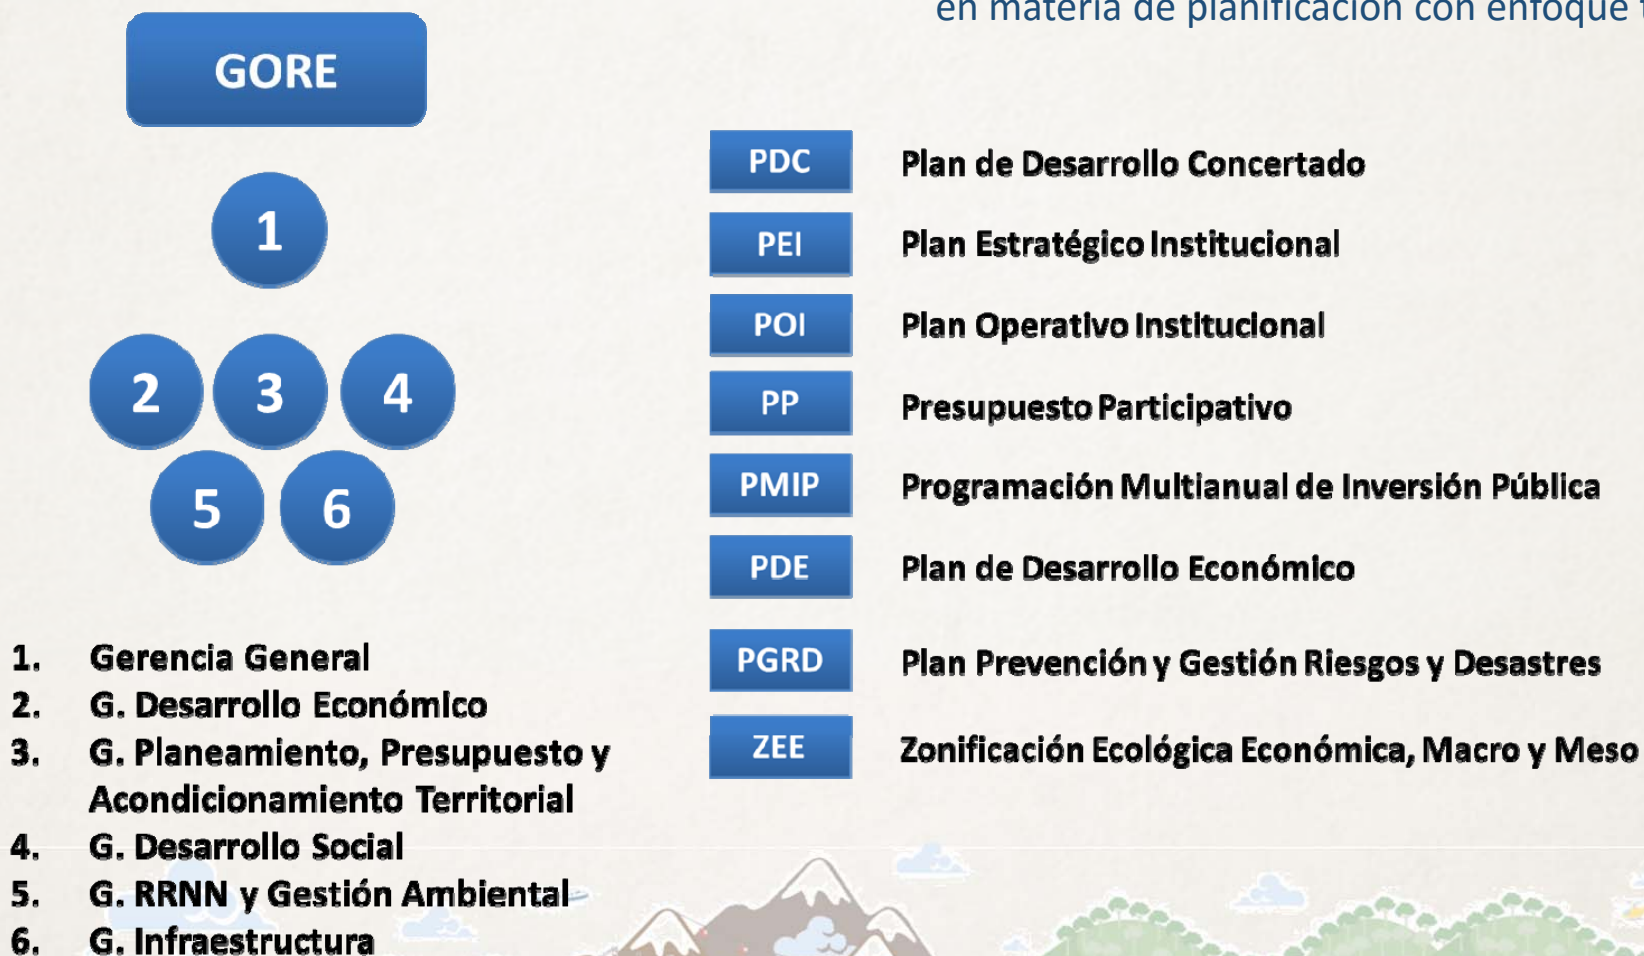 en materia de planificación con enfoque
GORE
1
2 3 4
5 6
1. Gerencia General
2. G. Desarrollo Económico
3. G. Planeamiento, Presupuesto y
Acondicionamiento Territorial
4. G. Desarrollo Social
5. G. RRNN y Gestión Ambiental
6. G. Infraestructura
PDC Plan de Desarrollo Concertado
PEI Plan Estratégico Institucional
POI Plan Operativo Institucional
PP Presupuesto Participativo
PMIP Programación Multianual de Inversión Pública
PDE Plan de Desarrollo Económico
PGRD Plan Prevención y Gestión Riesgos y Desastres
ZEE Zonificación Ecológica Económica, Macro y Meso